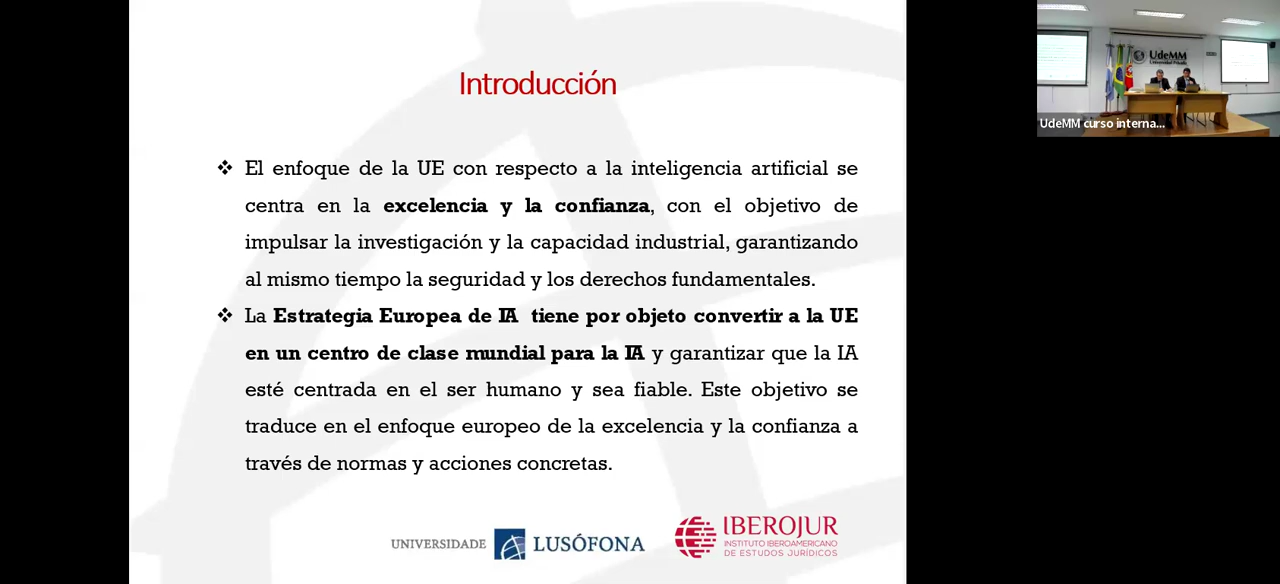 Introducción
❖ El enfoque de la UE con respecto a la inteligencia artificial se
centra en la excelencia y la confianza, con el objetivo de
impulsar la investigación y la capacidad industrial, garantizando
al mismo tiempo la seguridad y los derechos fundamentales.
❖ La Estrategia Europea de IA tiene por objeto convertir a la UE
en un centro de clase mundial para la IA y garantizar que la IA
esté centrada en el ser humano y sea fiable. Este objetivo se
traduce en el enfoque europeo de la excelencia y la confianza a
través de normas y acciones concretas.
UNIVERSIDADE LUSÓFONA
IBEROJUR
INSTITUTO IBEROAMERICANO
DE ESTUDOS JURÍDICOS
UdeMM
Universidad Privada
UdeMM curso interna...